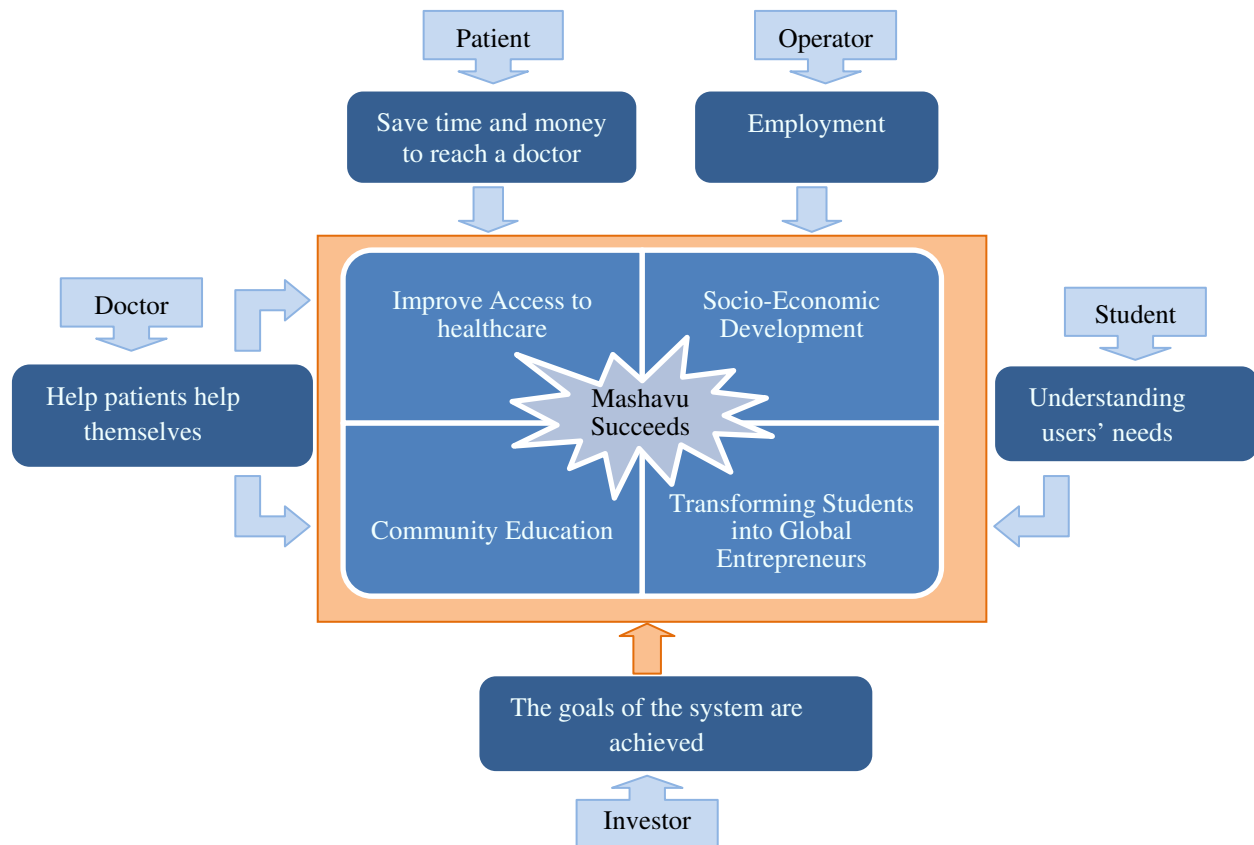 Patient
Operator
Save time and money
to reach a doctor
Employment
Doctor
Help patients help
themselves
Improve Access to
healthcare
Socio-Economic
Development
Mashavu
Succeeds
Community Education
Transforming Students
into Global
Entrepreneurs
Student
Understanding
users’ needs
The goals of the system are
achieved
Investor